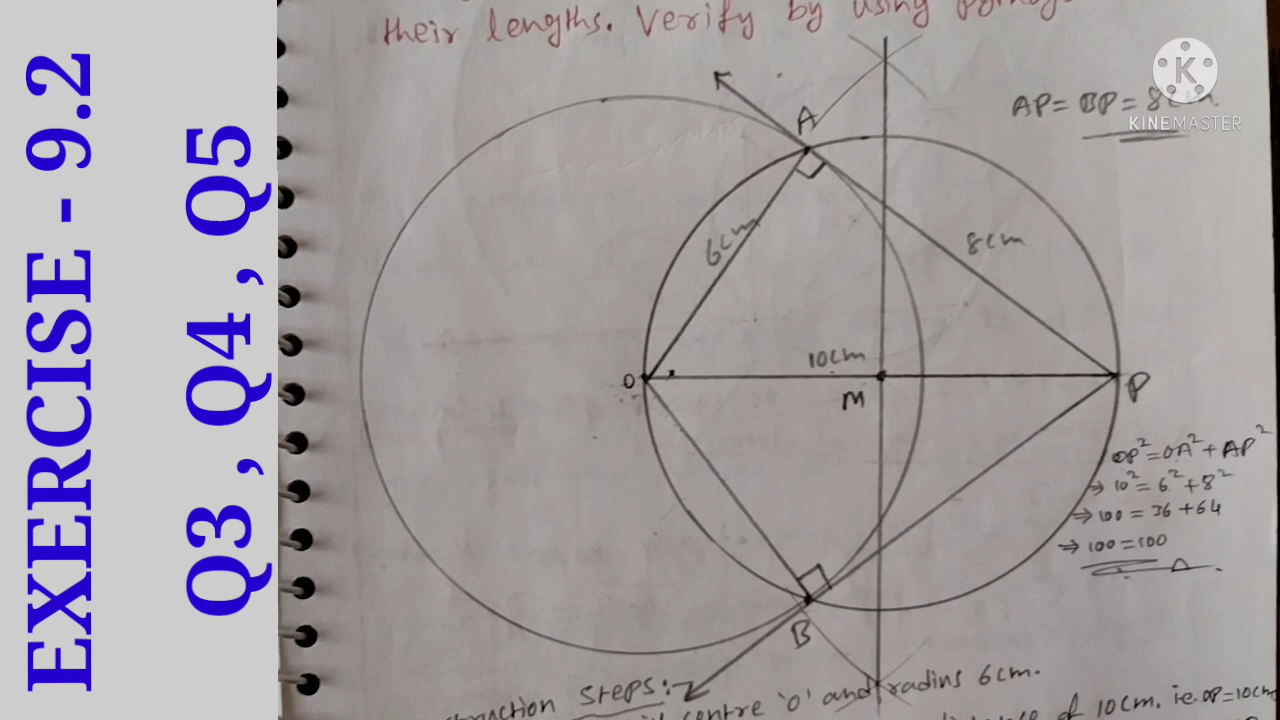 EXERCISE - 9.2
Q3 , Q4 , Q5
their lengths. Verify by using
K
KINEMASTER
AP = BP = 8cm.
A
6cm
8cm
10cm
O
M
P
B
OP² = OA² + AP²
⇒ 10² = 6² + 8²
⇒ 100 = 36 + 64
⇒ 100 = 100
steps:-
centre 'O' and radius 6cm.
of 10cm. i.e. OP=10cm